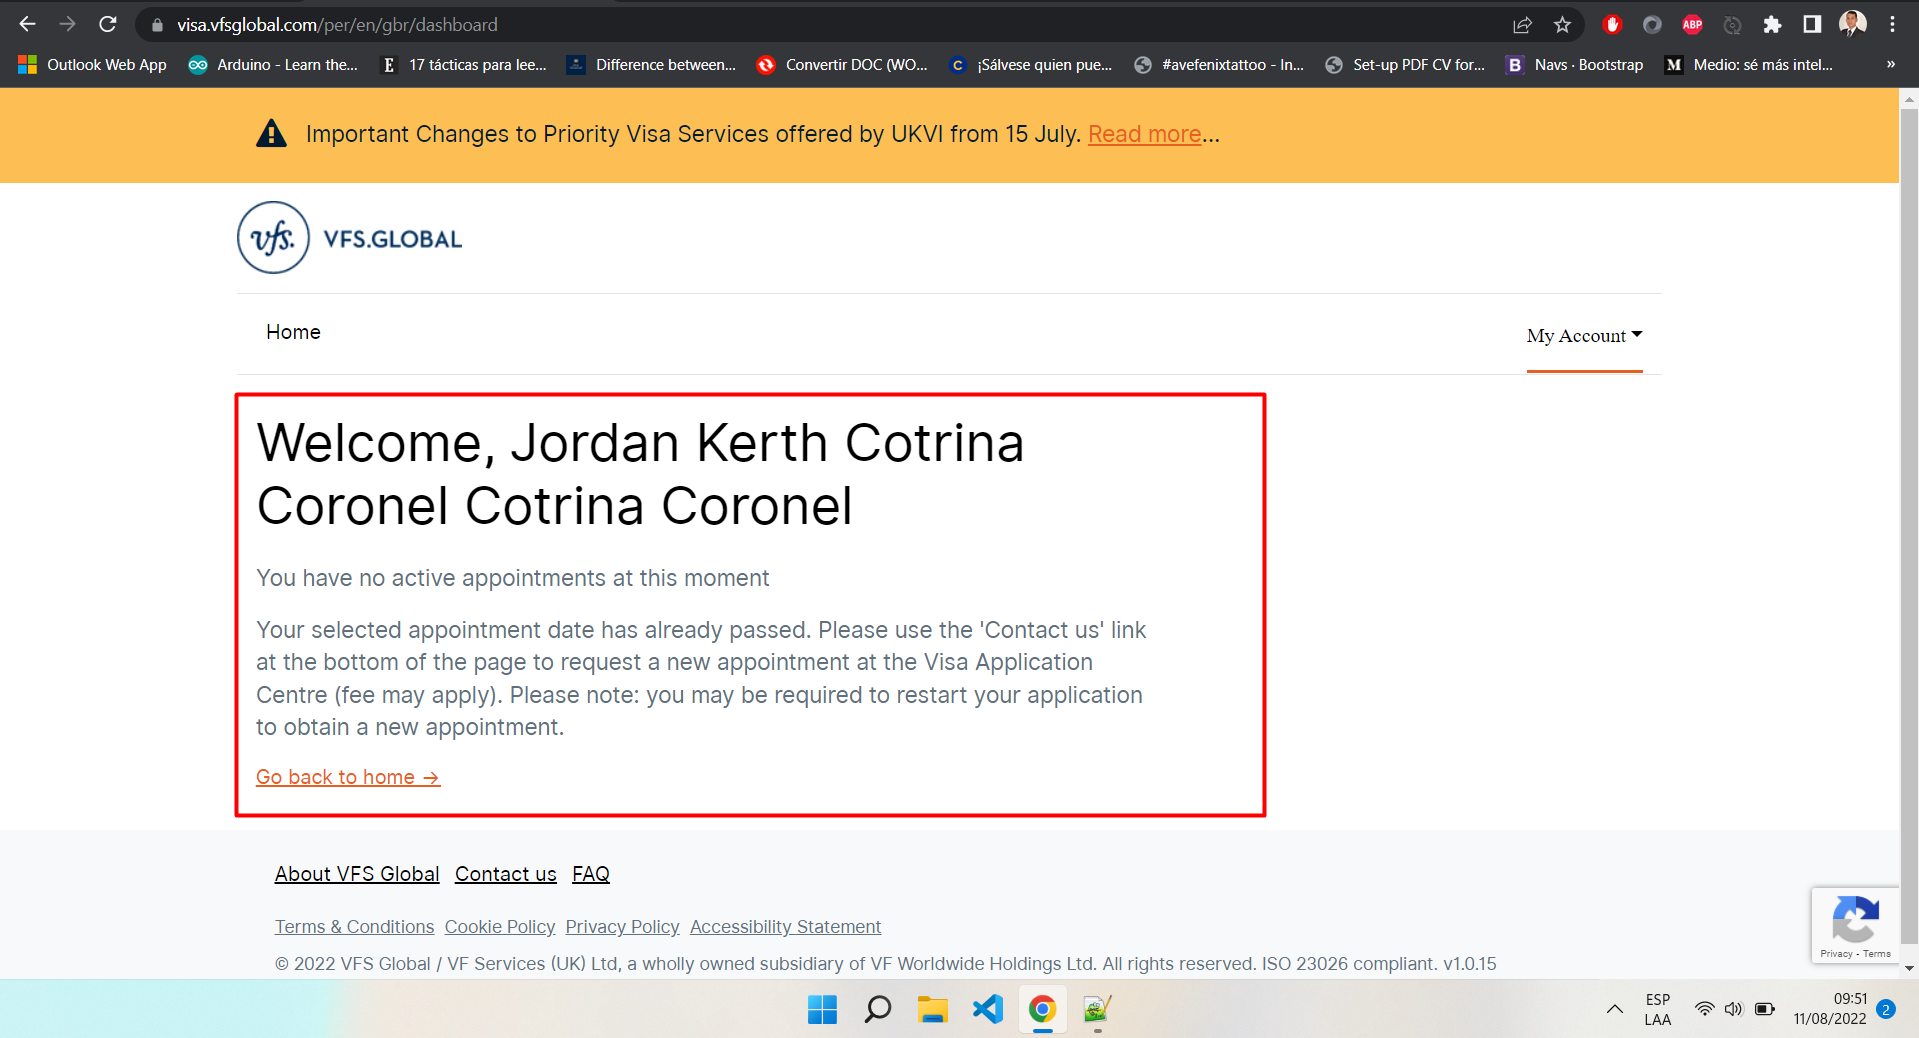 visa.vfsglobal.com/per/en/gbr/dashboard
ABP
Outlook Web App
Arduino - Learn the...
E
17 tácticas para lee...
Difference between...
Convertir DOC (WO...
C
¡Sálvese quien pue...
#avefenixtattoo - In...
Set-up PDF CV for...
B
Navs · Bootstrap
M
Medio: sé más intel...
»
Important Changes to Priority Visa Services offered by UKVI from 15 July. Read more...
vfs. VFS.GLOBAL
Home
My Account
Welcome, Jordan Kerth Cotrina
Coronel Cotrina Coronel
You have no active appointments at this moment
Your selected appointment date has already passed. Please use the 'Contact us' link
at the bottom of the page to request a new appointment at the Visa Application
Centre (fee may apply). Please note: you may be required to restart your application
to obtain a new appointment.
Go back to home →
About VFS Global Contact us FAQ
Terms & Conditions Cookie Policy Privacy Policy Accessibility Statement
© 2022 VFS Global / VF Services (UK) Ltd, a wholly owned subsidiary of VF Worldwide Holdings Ltd. All rights reserved. ISO 23026 compliant. v1.0.15
Privacy - Terms
ESP
LAA
09:51
11/08/2022
2